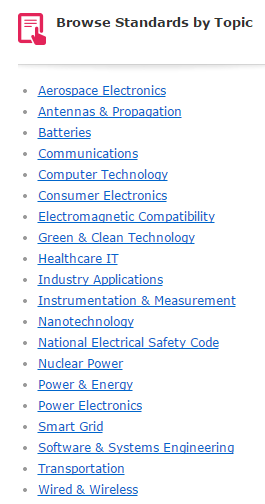 Browse Standards by Topic
Aerospace Electronics
Antennas & Propagation
Batteries
Communications
Computer Technology
Consumer Electronics
Electromagnetic Compatibility
Green & Clean Technology
Healthcare IT
Industry Applications
Instrumentation & Measurement
Nanotechnology
National Electrical Safety Code
Nuclear Power
Power & Energy
Power Electronics
Smart Grid
Software & Systems Engineering
Transportation
Wired & Wireless